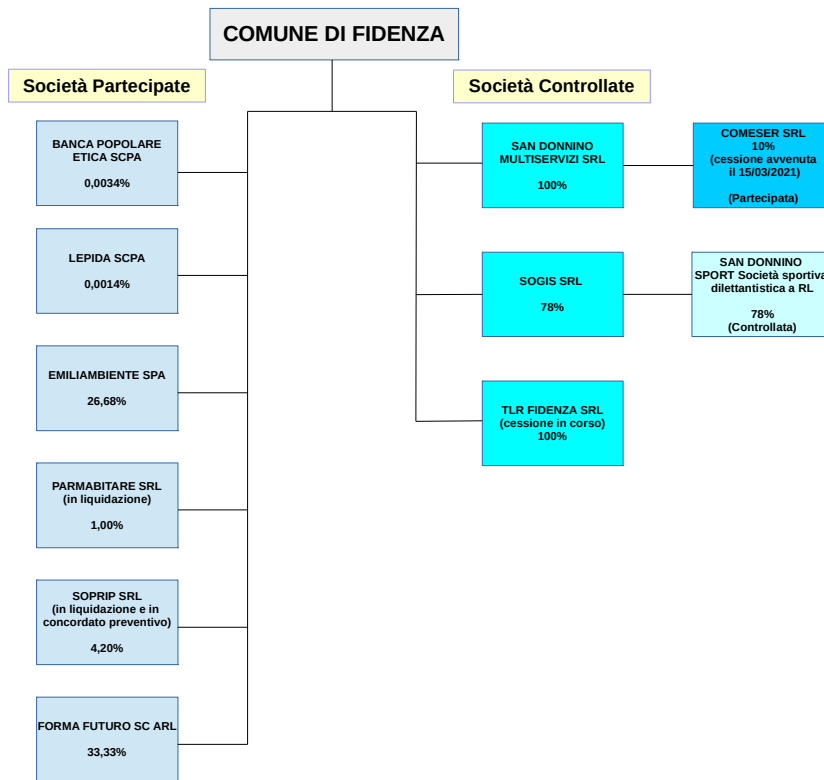 COMUNE DI FIDENZA
Società Partecipate
BANCA POPOLARE
ETICA SCPA
0,0034%
LEPIDA SCPA
0,0014%
EMILIAMBIENTE SPA
26,68%
PARMABITARE SRL
(in liquidazione)
1,00%
SOPRIP SRL
(in liquidazione e in
concordato preventivo)
4,20%
FORMA FUTURO SC ARL
33,33%
Società Controllate
SAN DONNINO
MULTISERVIZI SRL
100%
COMESER SRL
10%
(cessione avvenuta
il 15/03/2021)
(Partecipata)
SOGIS SRL
78%
SAN DONNINO
SPORT Società sportiva
dilettantistica a RL
78%
(Controllata)
TLR FIDENZA SRL
(cessione in corso)
100%